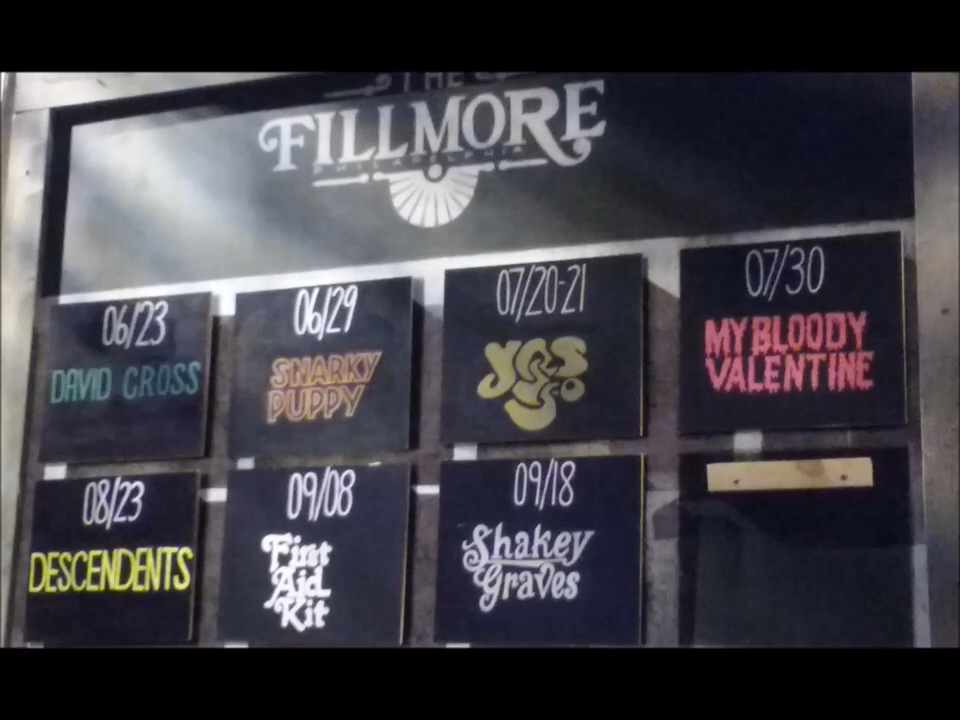 THE
FILLMORE
PHILADELPHIA
06/23
DAVID CROSS
06/29
SNARKY
PUPPY
07/20-21
yes
07/30
MY BLOODY
VALENTINE
08/23
DESCENDENTS
09/08
First
Aid
Kit
09/18
Shakey
Graves